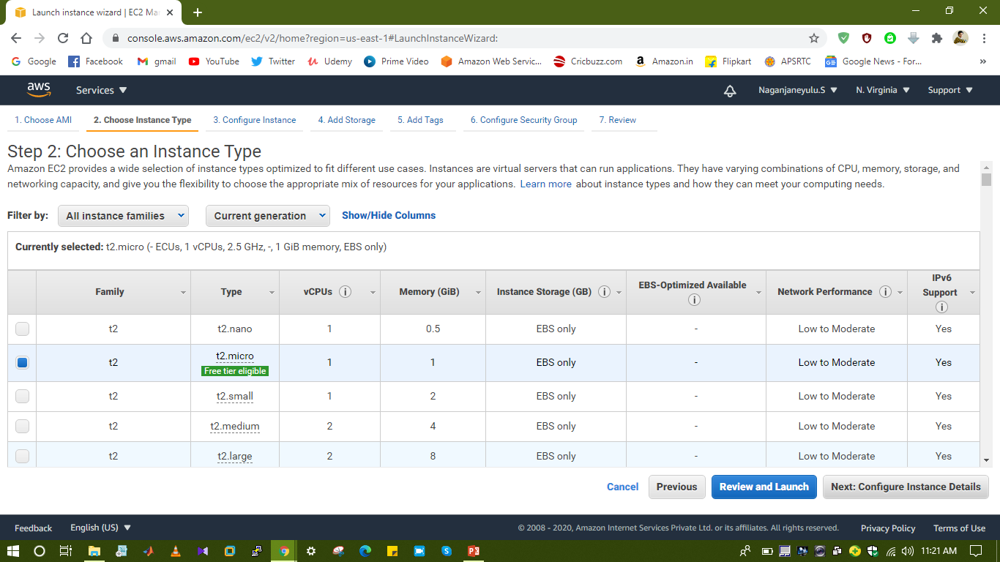 Launch instance wizard | EC2 Ma
console.aws.amazon.com/ec2/v2/home?region=us-east-1#LaunchInstanceWizard:
Google Facebook gmail YouTube Twitter Udemy Prime Video Amazon Web Servic... Cricbuzz.com Amazon.in Flipkart APSRTC Google News - For... »
aws Services Naganjaneyulu.S N. Virginia Support
1. Choose AMI 2. Choose Instance Type 3. Configure Instance 4. Add Storage 5. Add Tags 6. Configure Security Group 7. Review
Step 2: Choose an Instance Type
Amazon EC2 provides a wide selection of instance types optimized to fit different use cases. Instances are virtual servers that can run applications. They have varying combinations of CPU, memory, storage, and
networking capacity, and give you the flexibility to choose the appropriate mix of resources for your applications. Learn more about instance types and how they can meet your computing needs.
Filter by: All instance families Current generation Show/Hide Columns
Currently selected: t2.micro (- ECUs, 1 vCPUs, 2.5 GHz, -, 1 GiB memory, EBS only)
Family Type vCPUs i Memory (GiB) Instance Storage (GB) i EBS-Optimized Available i Network Performance i IPv6 Support i
t2 t2.nano 1 0.5 EBS only - Low to Moderate Yes
t2 t2.micro 1 1 EBS only - Low to Moderate Yes
Free tier eligible
t2 t2.small 1 2 EBS only - Low to Moderate Yes
t2 t2.medium 2 4 EBS only - Low to Moderate Yes
t2 t2.large 2 8 EBS only - Low to Moderate Yes
Cancel Previous Review and Launch Next: Configure Instance Details
Feedback English (US) © 2008 - 2020, Amazon Internet Services Private Ltd. or its affiliates. All rights reserved. Privacy Policy Terms of Use
11:21 AM